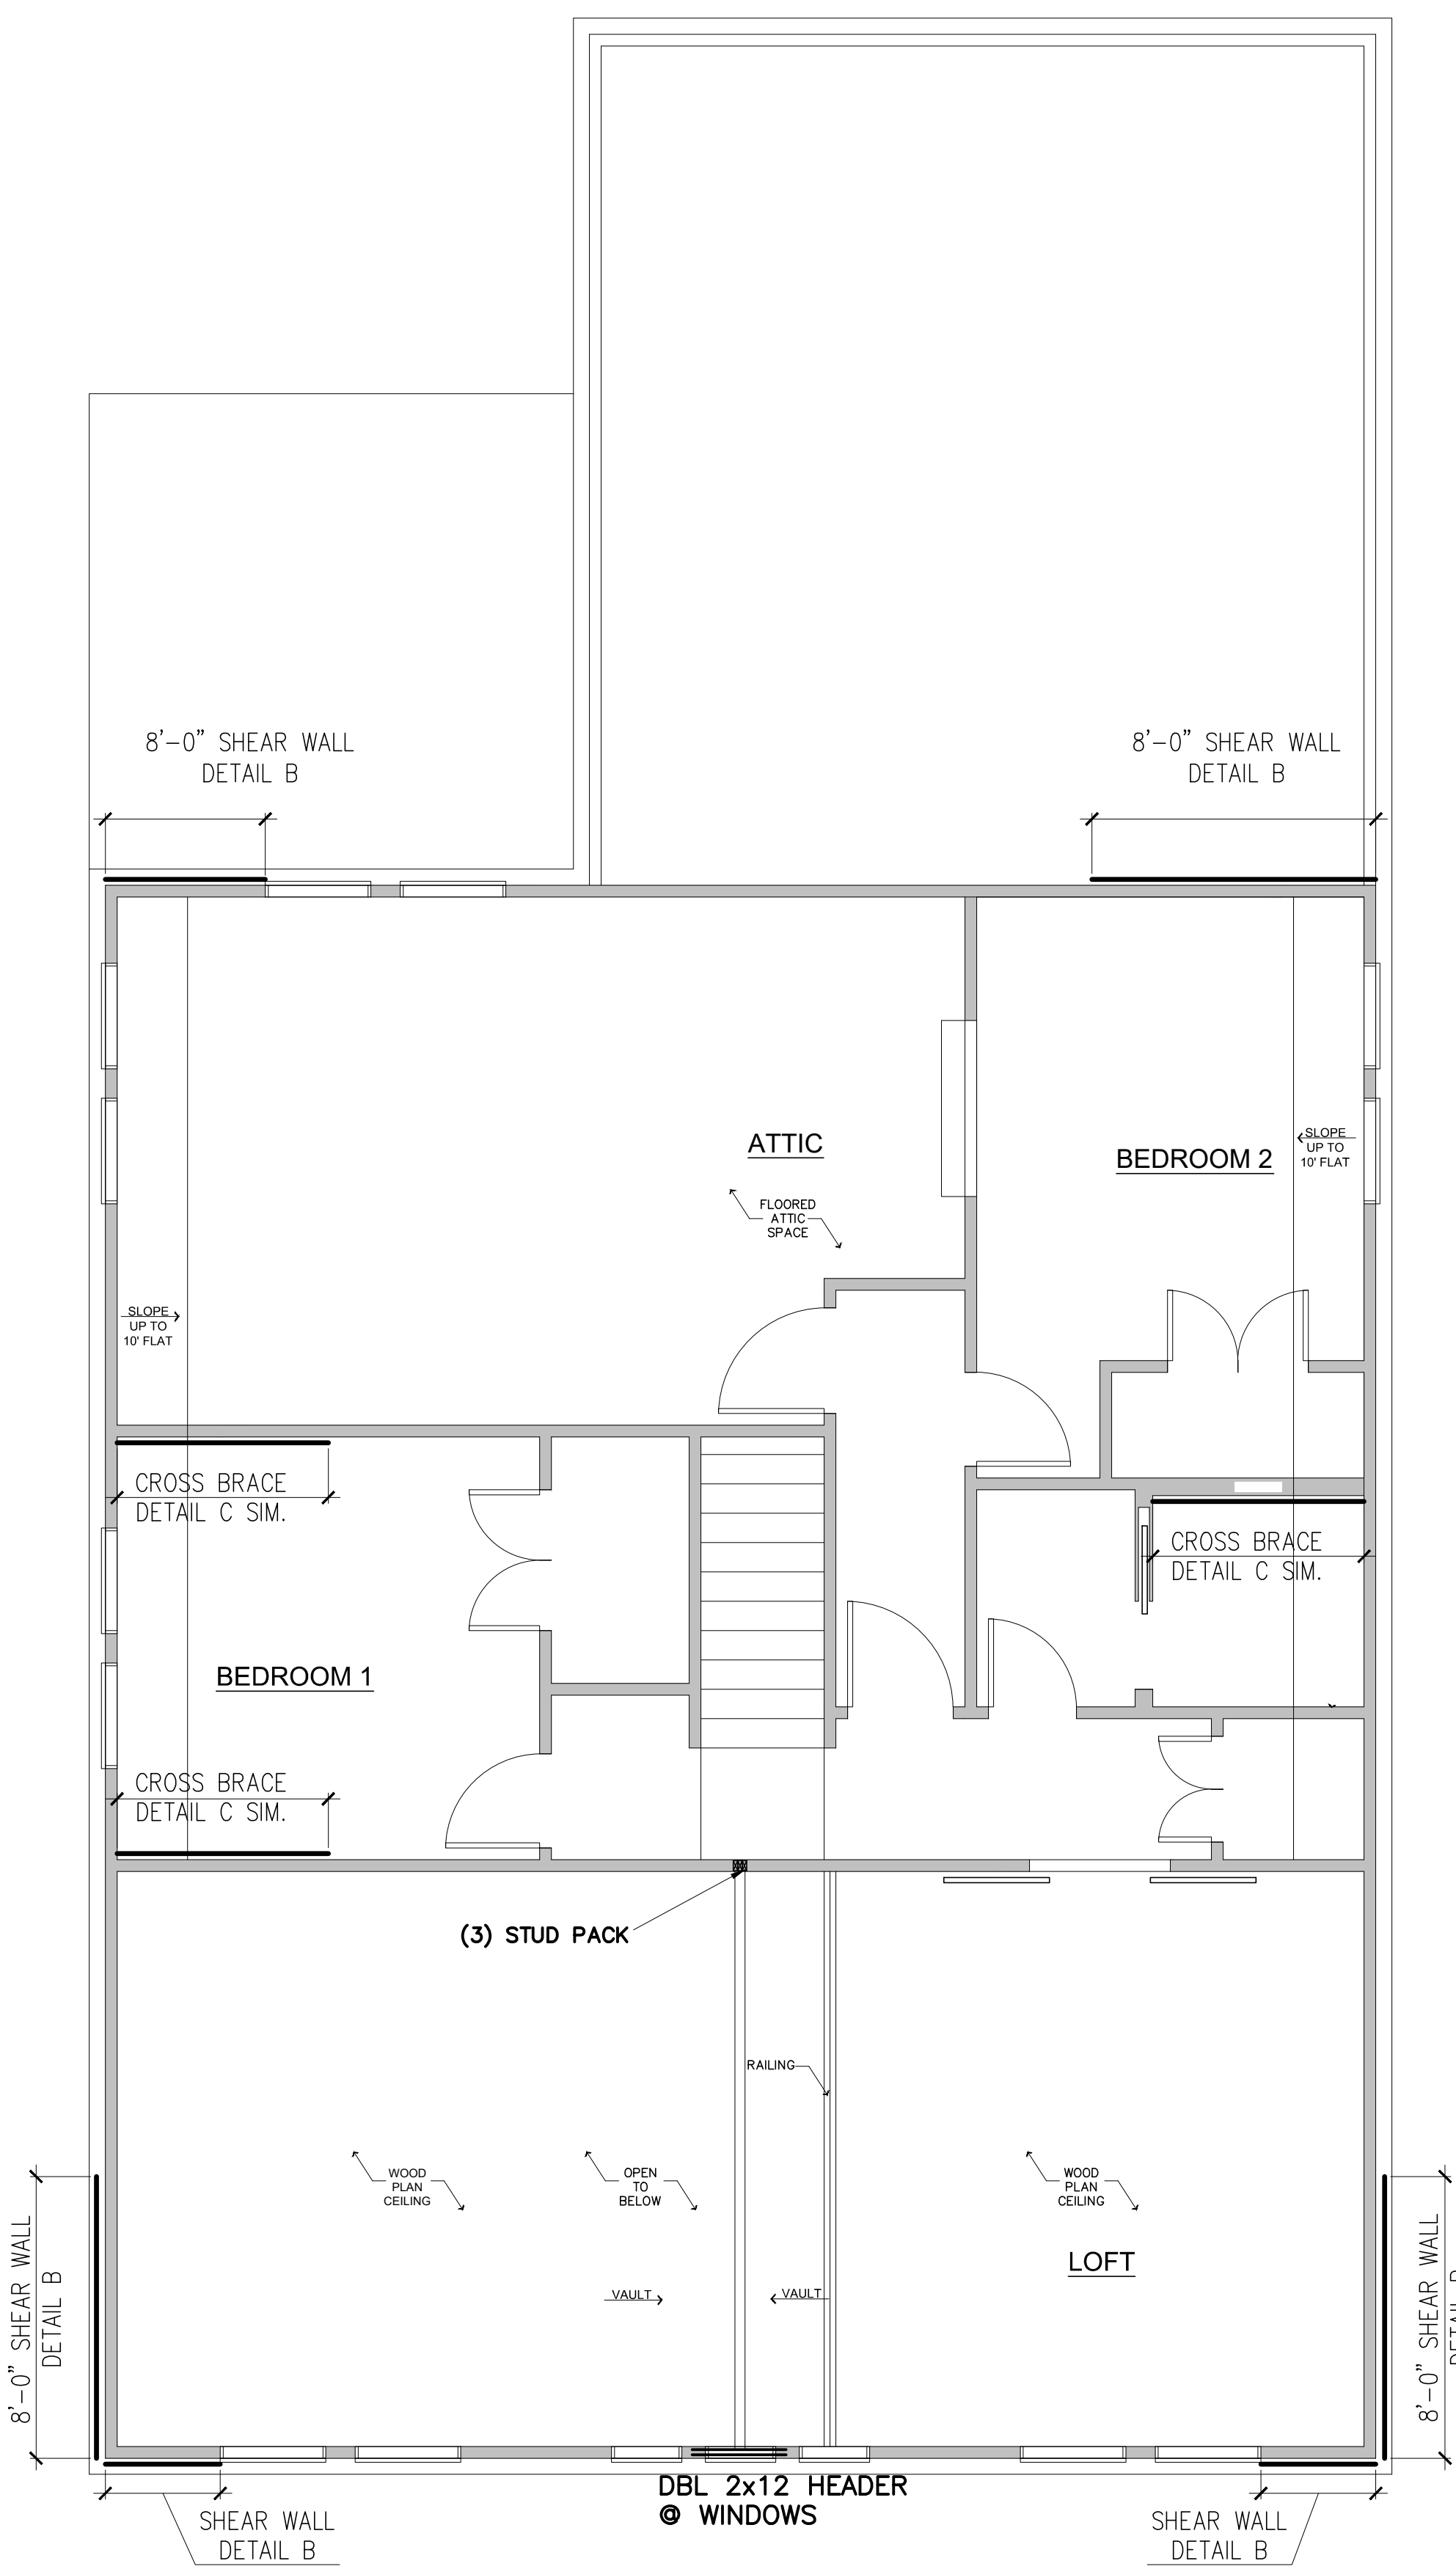 8'-0" SHEAR WALL
DETAIL B
8'-0" SHEAR WALL
DETAIL B
ATTIC
FLOORED
ATTIC
SPACE
BEDROOM 2
SLOPE
UP TO
10' FLAT
SLOPE
UP TO
10' FLAT
CROSS BRACE
DETAIL C SIM.
CROSS BRACE
DETAIL C SIM.
BEDROOM 1
CROSS BRACE
DETAIL C SIM.
(3) STUD PACK
RAILING
WOOD
PLAN
CEILING
OPEN
TO
BELOW
WOOD
PLAN
CEILING
LOFT
VAULT
VAULT
8'-0" SHEAR WALL
DETAIL B
8'-0" SHEAR WALL
DETAIL B
DBL 2x12 HEADER
@ WINDOWS
SHEAR WALL
DETAIL B
SHEAR WALL
DETAIL B